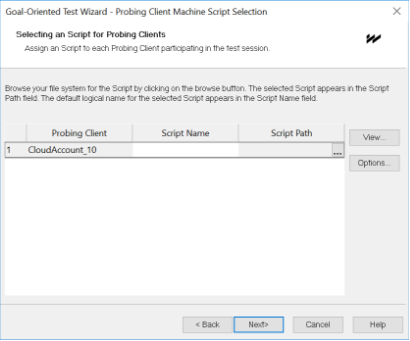 Goal-Oriented Test Wizard - Probing Client Machine Script Selection
Selecting an Script for Probing Clients
Assign an Script to each Probing Client participating in the test session.
Browse your file system for the Script by clicking on the browse button. The selected Script appears in the Script
Path field. The default logical name for the selected Script appears in the Script Name field.
Probing Client Script Name Script Path
View...
1 CloudAccount_10 ...
Options...
< Back Next> Cancel Help